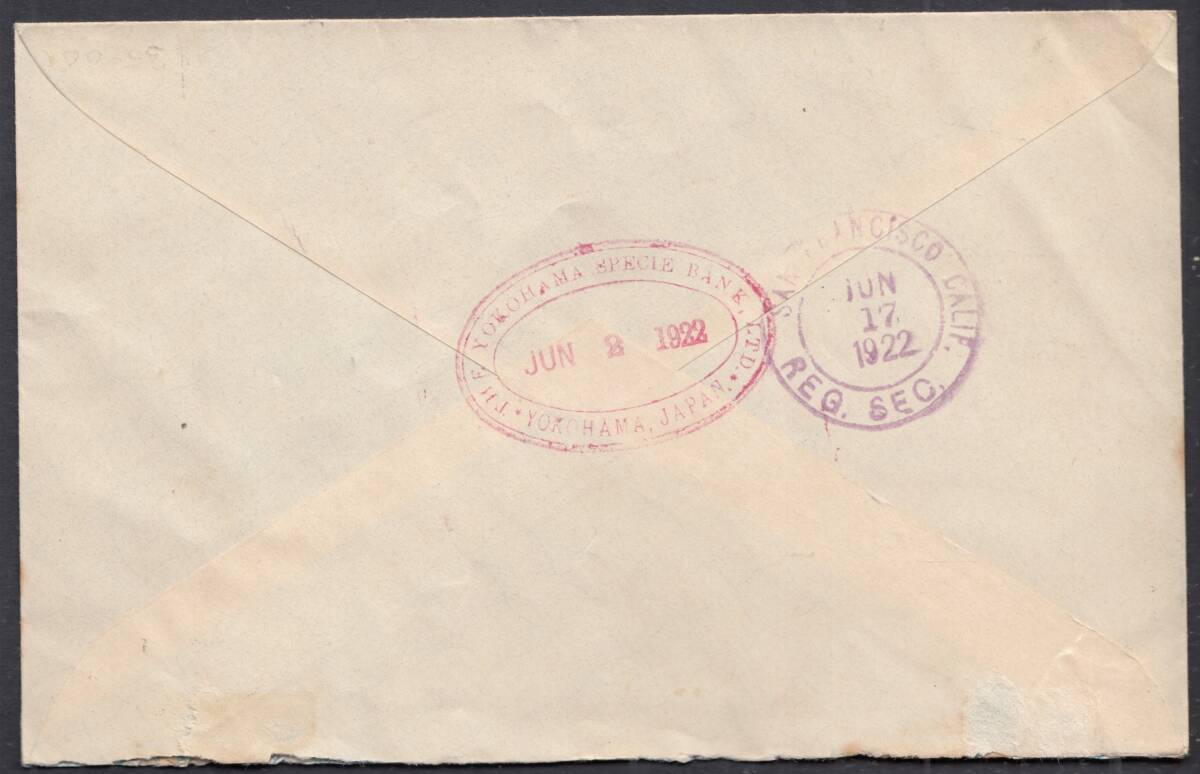 THE YOKOHAMA SPECIE BANK, LTD.
JUN 2 1922
* YOKOHAMA, JAPAN. *
SAN FRANCISCO CALIF.
JUN
17
1922
REG. SEC.